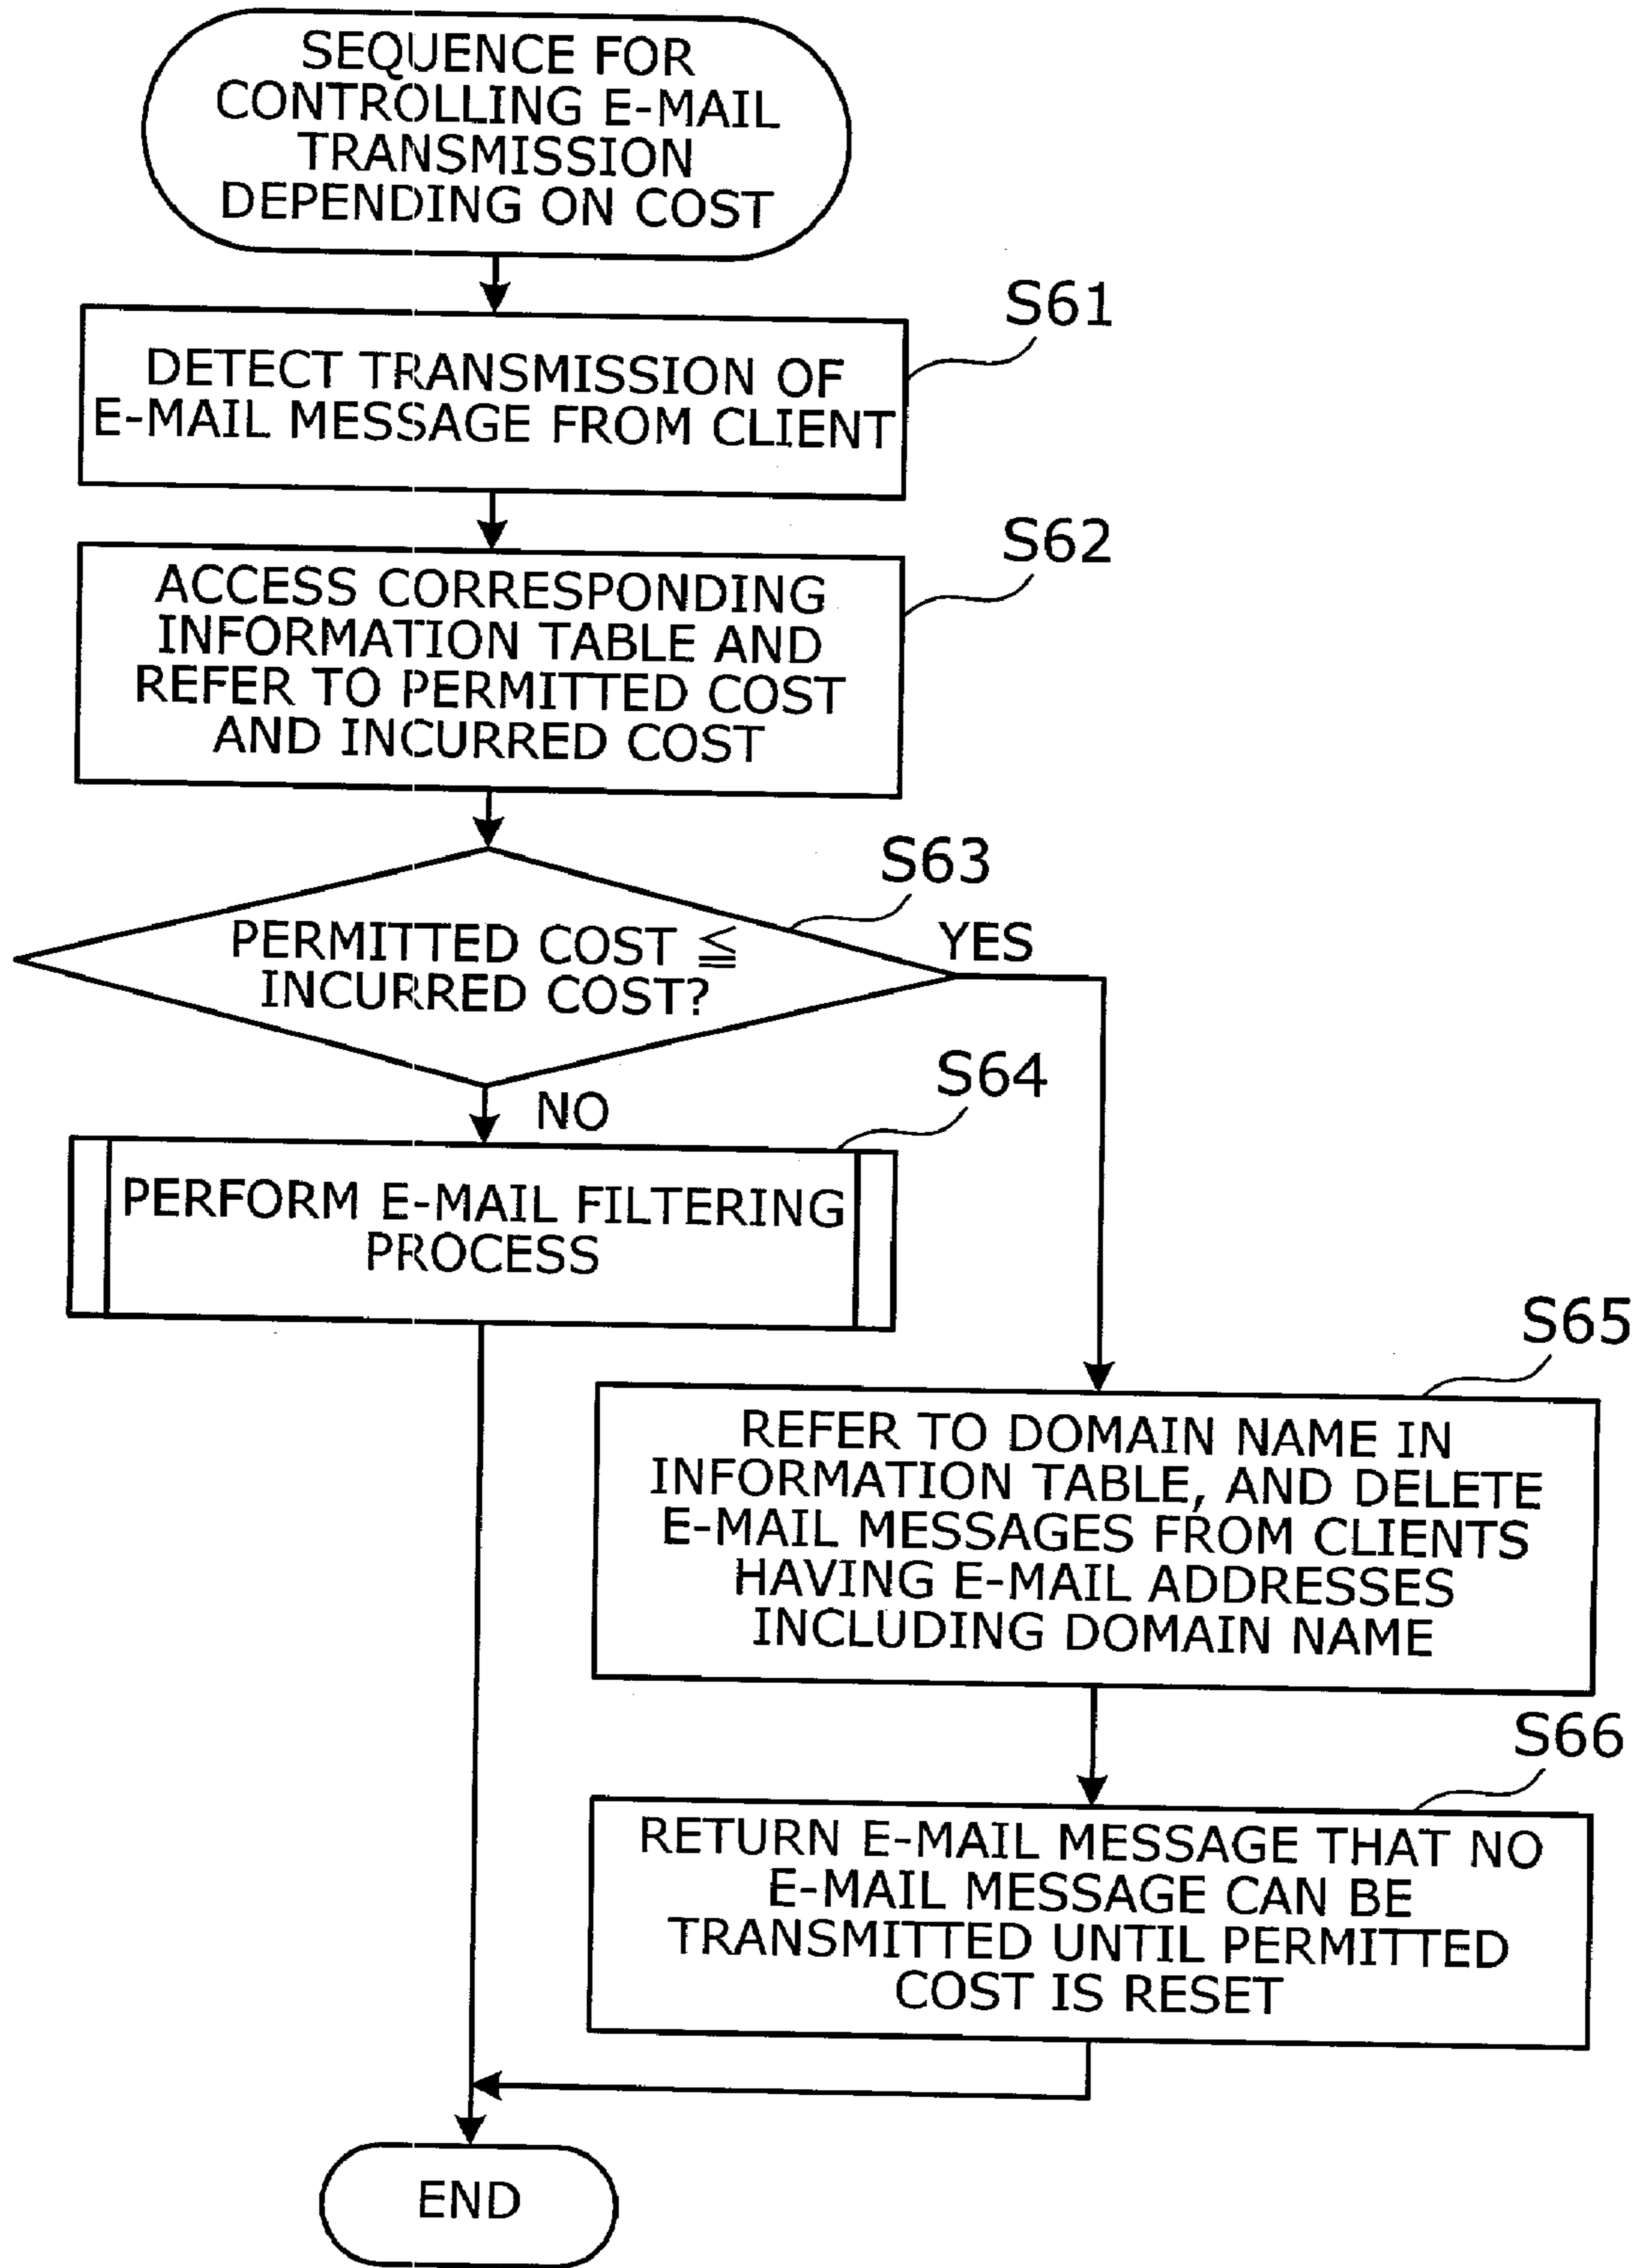 SEQUENCE FOR
CONTROLLING E-MAIL
TRANSMISSION
DEPENDING ON COST
S61
DETECT TRANSMISSION OF
E-MAIL MESSAGE FROM CLIENT
S62
ACCESS CORRESPONDING
INFORMATION TABLE AND
REFER TO PERMITTED COST
AND INCURRED COST
S63
PERMITTED COST ≦
INCURRED COST?
YES
NO
S64
PERFORM E-MAIL FILTERING
PROCESS
S65
REFER TO DOMAIN NAME IN
INFORMATION TABLE, AND DELETE
E-MAIL MESSAGES FROM CLIENTS
HAVING E-MAIL ADDRESSES
INCLUDING DOMAIN NAME
S66
RETURN E-MAIL MESSAGE THAT NO
E-MAIL MESSAGE CAN BE
TRANSMITTED UNTIL PERMITTED
COST IS RESET
END